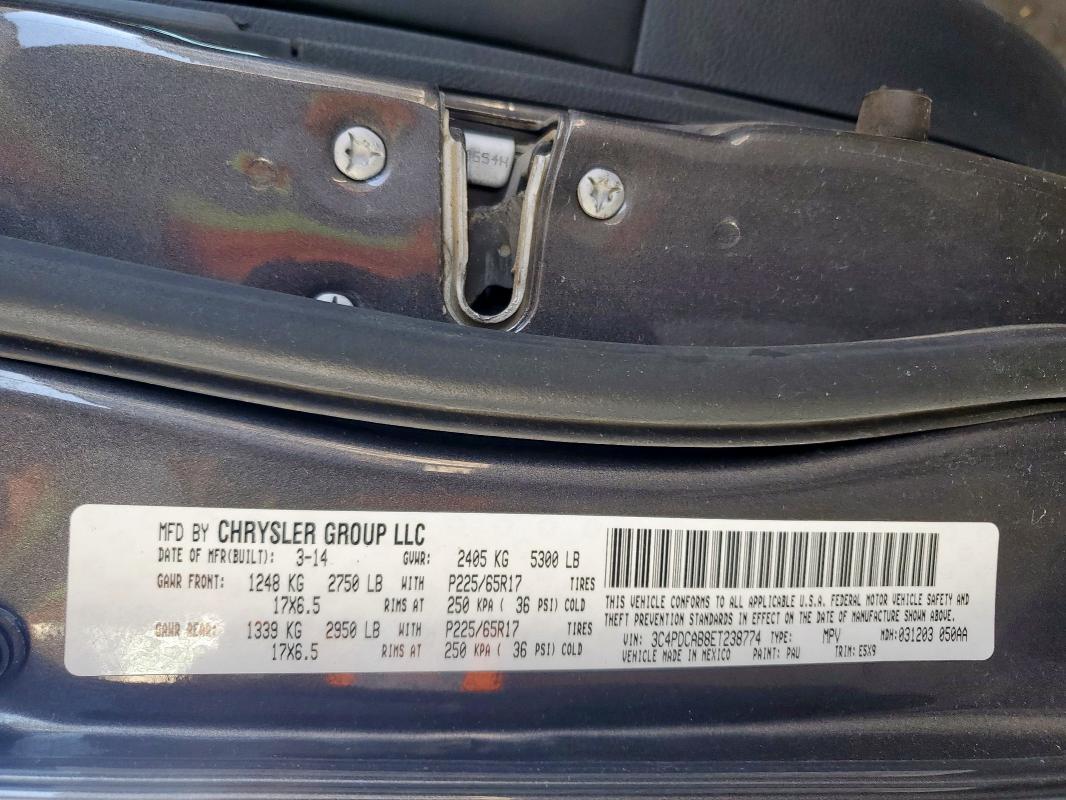 9654H
MFD BY CHRYSLER GROUP LLC
DATE OF MFR(BUILT): 3-14 GVWR: 2405 KG 5300 LB
GAWR FRONT: 1248 KG 2750 LB WITH P225/65R17 TIRES
17X6.5 RIMS AT 250 KPA ( 36 PSI) COLD
GAWR REAR: 1339 KG 2950 LB WITH P225/65R17 TIRES
17X6.5 RIMS AT 250 KPA ( 36 PSI) COLD
THIS VEHICLE CONFORMS TO ALL APPLICABLE U.S.A. FEDERAL MOTOR VEHICLE SAFETY AND
THEFT PREVENTION STANDARDS IN EFFECT ON THE DATE OF MANUFACTURE SHOWN ABOVE.
VIN: 3C4PDCAB8ET238774 TYPE: MPV MDH:031203 050AA
VEHICLE MADE IN MEXICO PAINT: PAU TRIM: E5X9